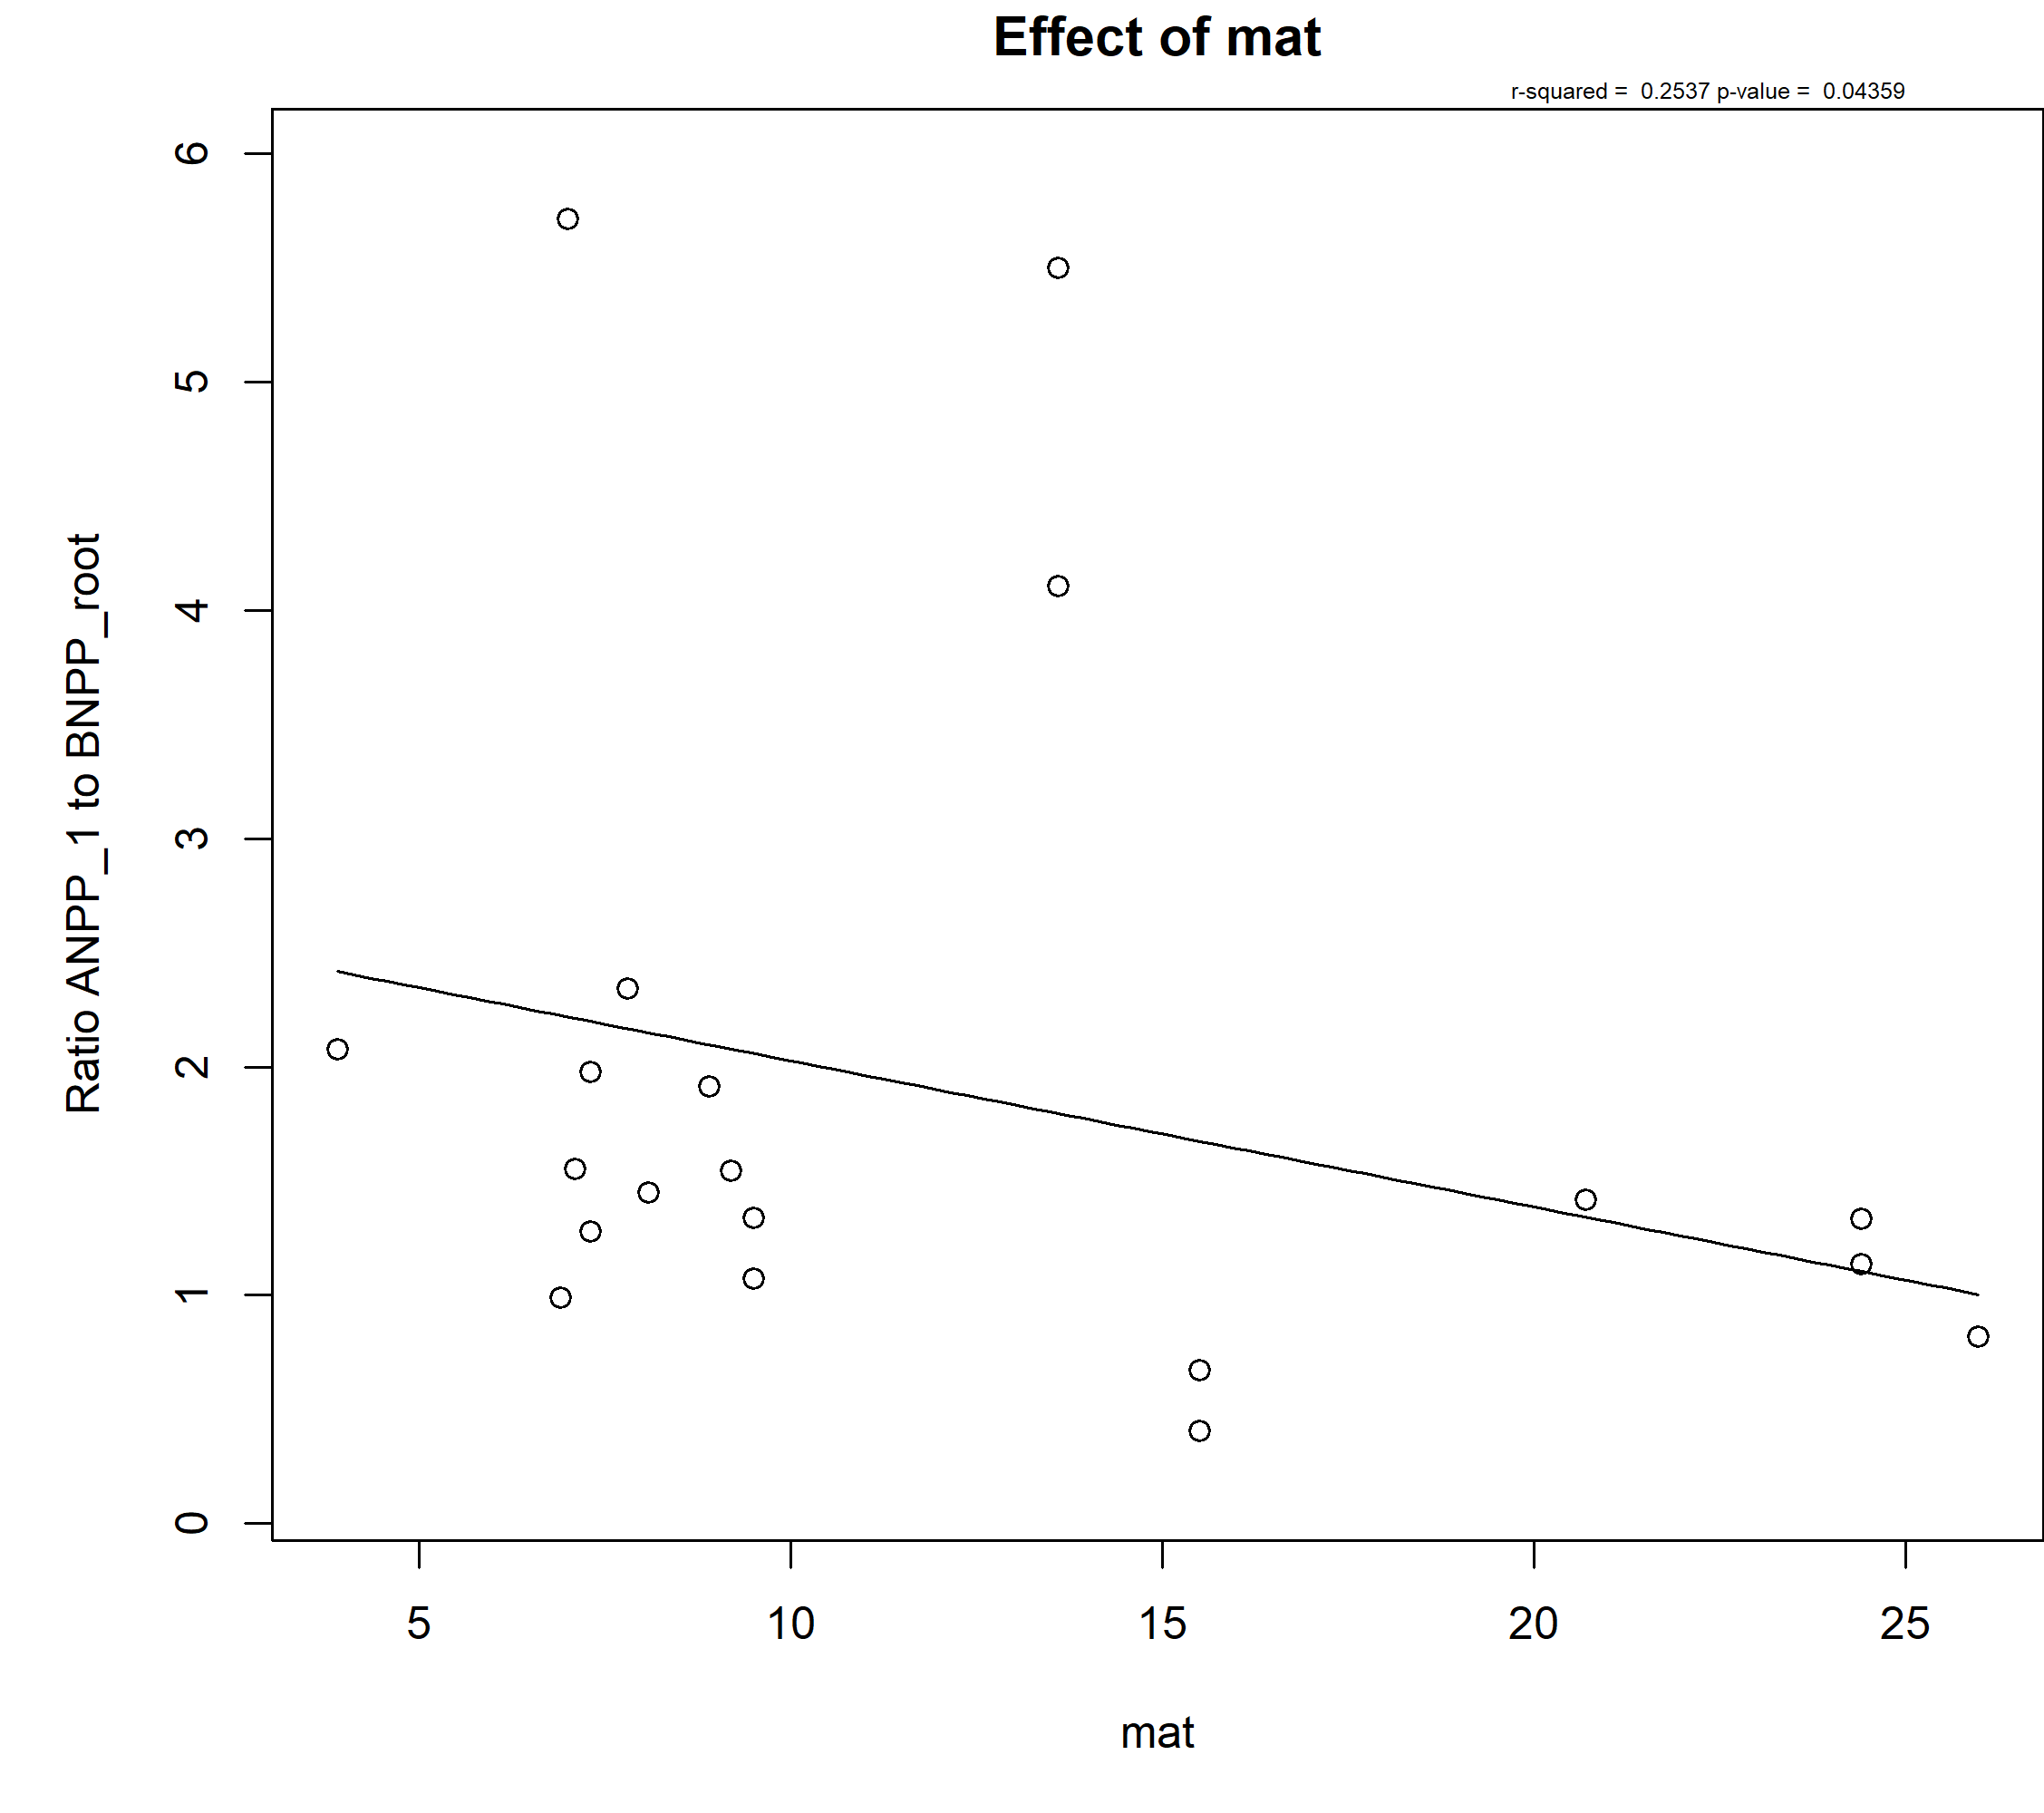 Effect of mat
r-squared = 0.2537 p-value = 0.04359
Ratio ANPP_1 to BNPP_root
6
5
4
3
2
1
0
5 10 15 20 25
mat